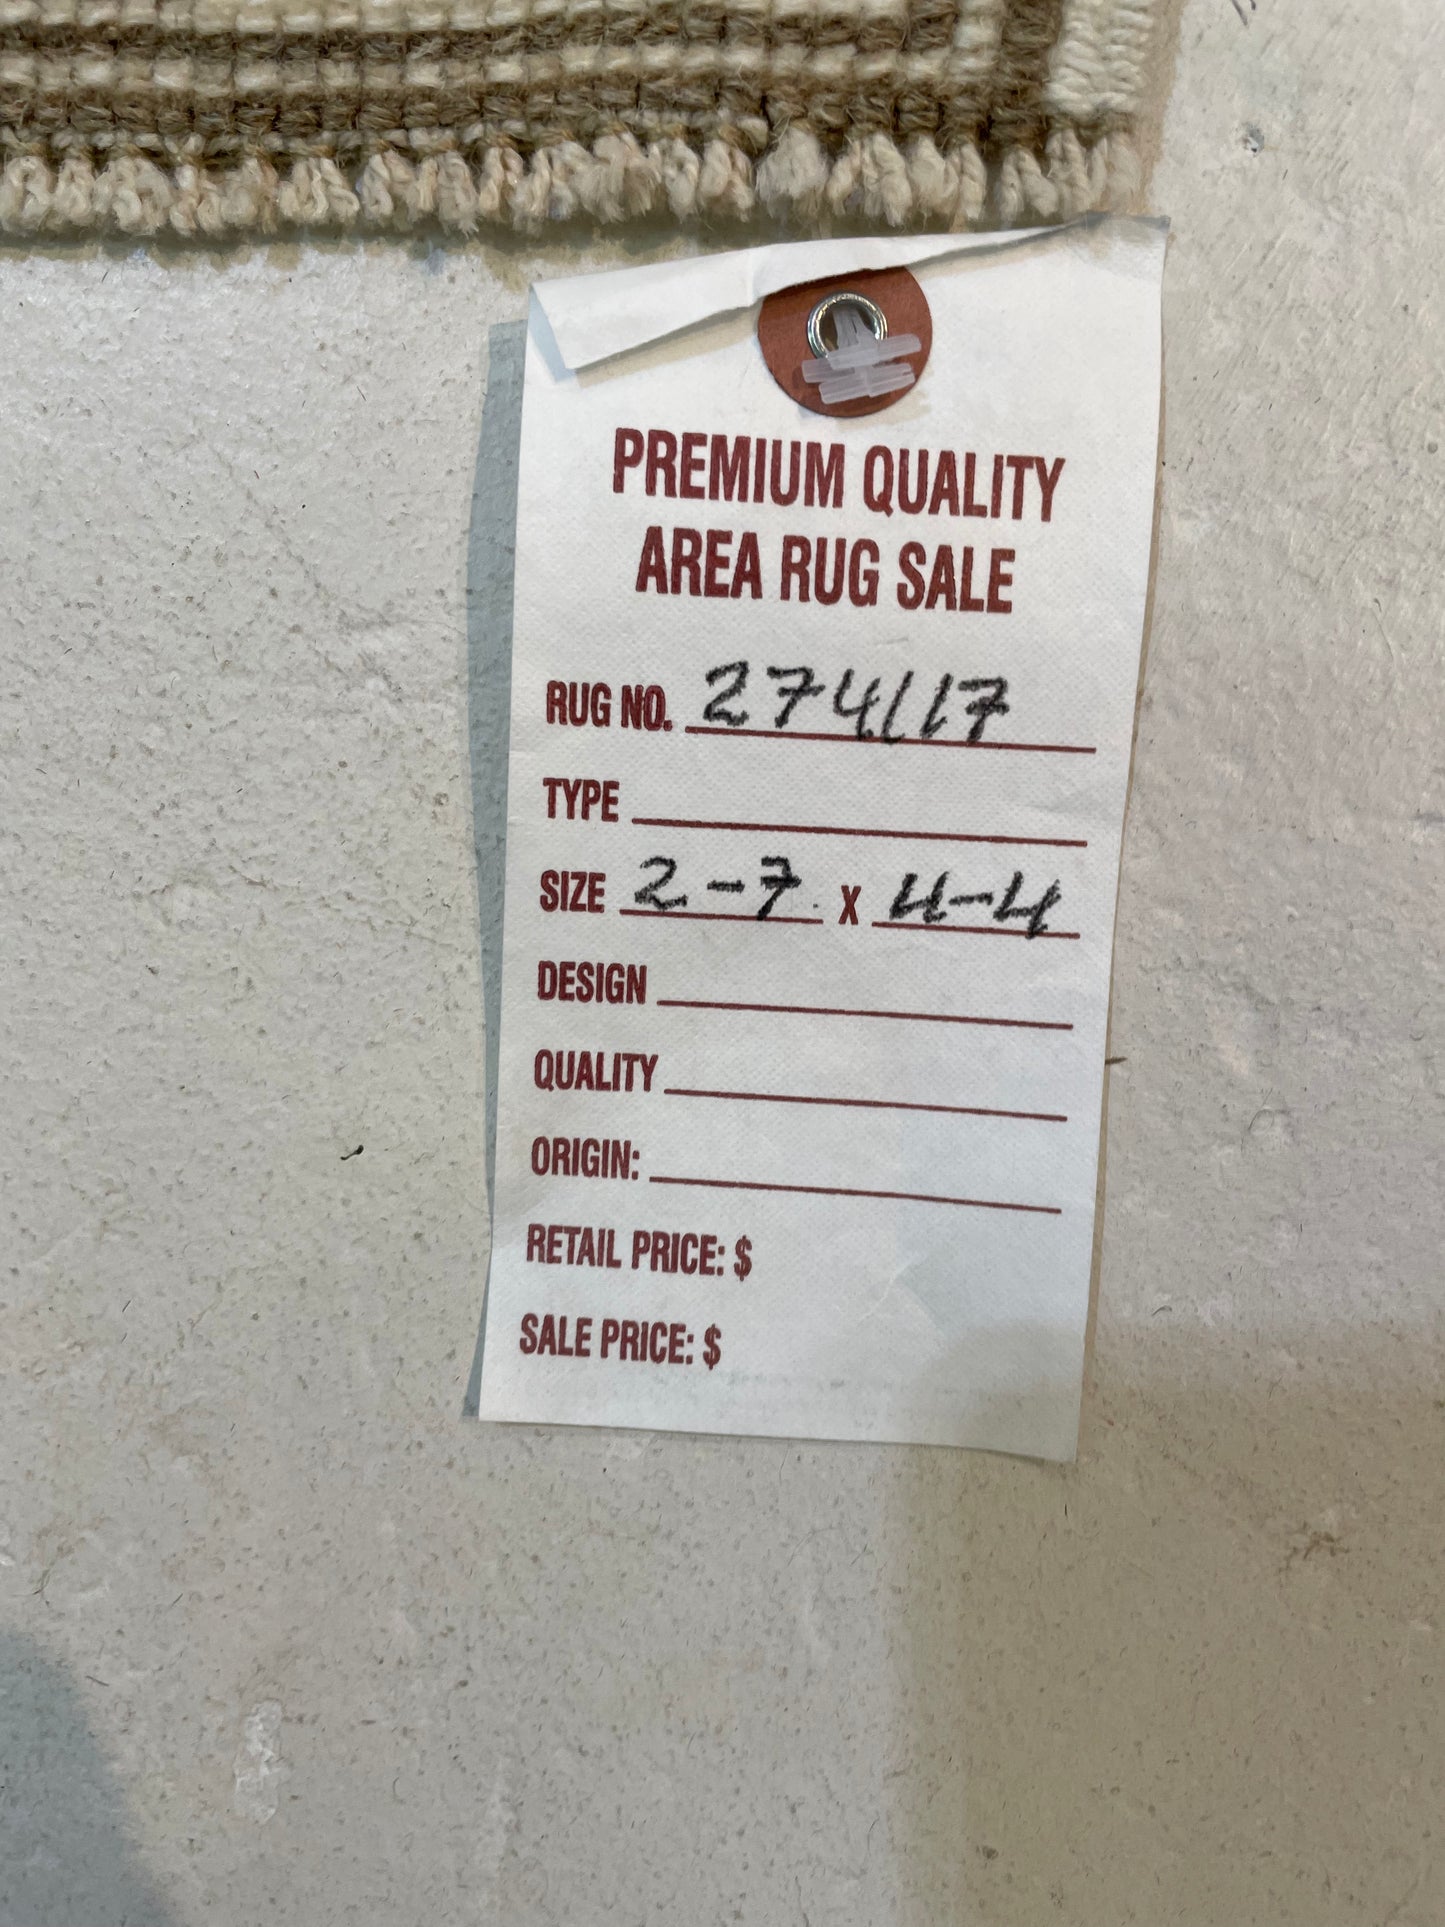 PREMIUM QUALITY
AREA RUG SALE
RUG NO. 274117
TYPE
SIZE 2-7 X 4-4
DESIGN
QUALITY
ORIGIN:
RETAIL PRICE: $
SALE PRICE: $